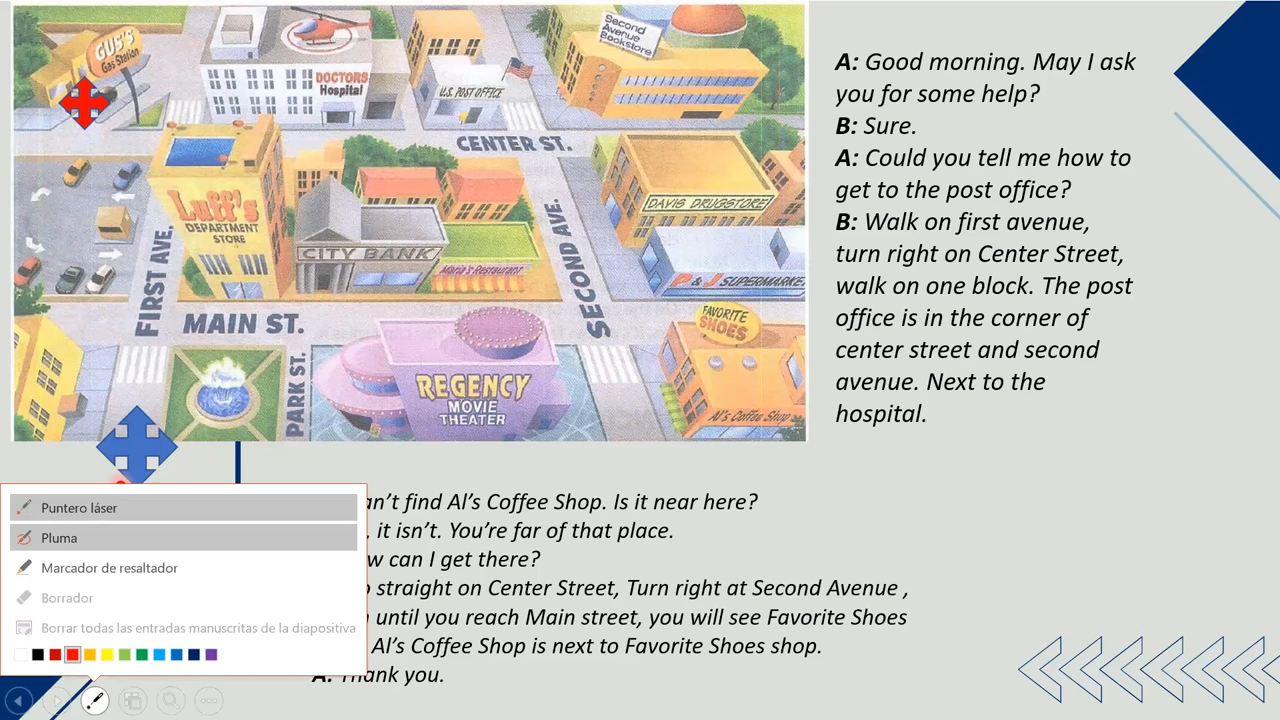 GUS'S
Gas Station
DOCTORS
Hospital
U.S. POST OFFICE
Second
Avenue
Bookstore
CENTER ST.
Luff's
DEPARTMENT
STORE
CITY BANK
Maria's Restaurant
DAVIS DRUGSTORE
P & J SUPERMARKE
FIRST AVE.
SECOND AVE.
MAIN ST.
PARK ST.
REGENCY
MOVIE
THEATER
FAVORITE
SHOES
Al's Coffee Shop
A: Good morning. May I ask
you for some help?
B: Sure.
A: Could you tell me how to
get to the post office?
B: Walk on first avenue,
turn right on Center Street,
walk on one block. The post
office is in the corner of
center street and second
avenue. Next to the
hospital.
an't find Al's Coffee Shop. Is it near here?
, it isn't. You're far of that place.
w can I get there?
straight on Center Street, Turn right at Second Avenue ,
until you reach Main street, you will see Favorite Shoes
Al's Coffee Shop is next to Favorite Shoes shop.
A: Thank you.
Puntero láser
Pluma
Marcador de resaltador
Borrador
Borrar todas las entradas manuscritas de la diapositiva